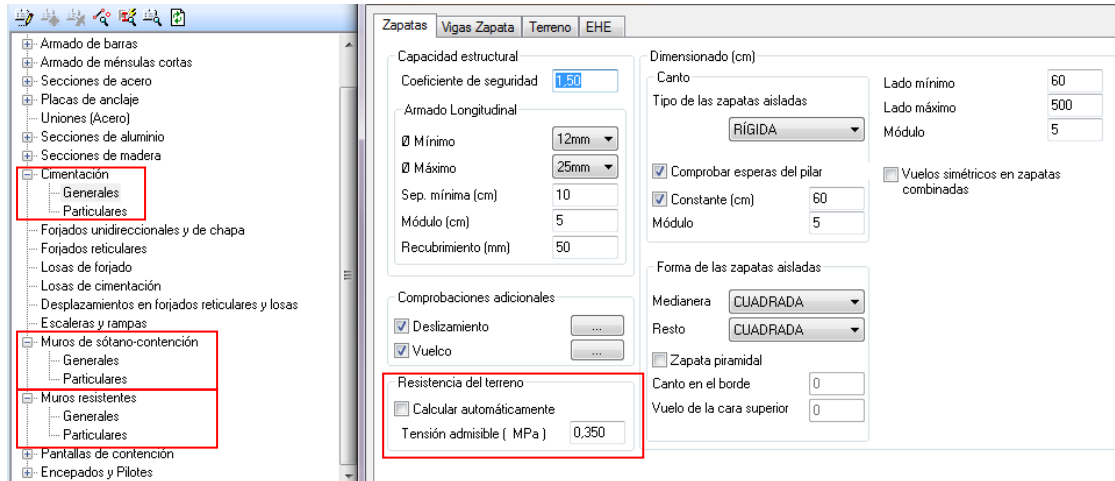 Armado de barras
Armado de ménsulas cortas
Secciones de acero
Placas de anclaje
Uniones (Acero)
Secciones de aluminio
Secciones de madera
Cimentación
Generales
Particulares
Forjados unidireccionales y de chapa
Forjados reticulares
Losas de forjado
Losas de cimentación
Desplazamientos en forjados reticulares y losas
Escaleras y rampas
Muros de sótano-contención
Generales
Particulares
Muros resistentes
Generales
Particulares
Pantallas de contención
Encepados y Pilotes
Zapatas Vigas Zapata Terreno EHE
Capacidad estructural
Coeficiente de seguridad 1,50
Armado Longitudinal
Ø Mínimo 12mm
Ø Máximo 25mm
Sep. mínima (cm) 10
Módulo (cm) 5
Recubrimiento (mm) 50
Comprobaciones adicionales
Deslizamiento ...
Vuelco ...
Resistencia del terreno
Calcular automáticamente
Tensión admisible ( MPa ) 0,350
Dimensionado (cm)
Canto
Tipo de las zapatas aisladas
RÍGIDA
Comprobar esperas del pilar
Constante (cm) 60
Módulo 5
Forma de las zapatas aisladas
Medianera CUADRADA
Resto CUADRADA
Zapata piramidal
Canto en el borde 0
Vuelo de la cara superior 0
Lado mínimo 60
Lado máximo 500
Módulo 5
Vuelos simétricos en zapatas
combinadas